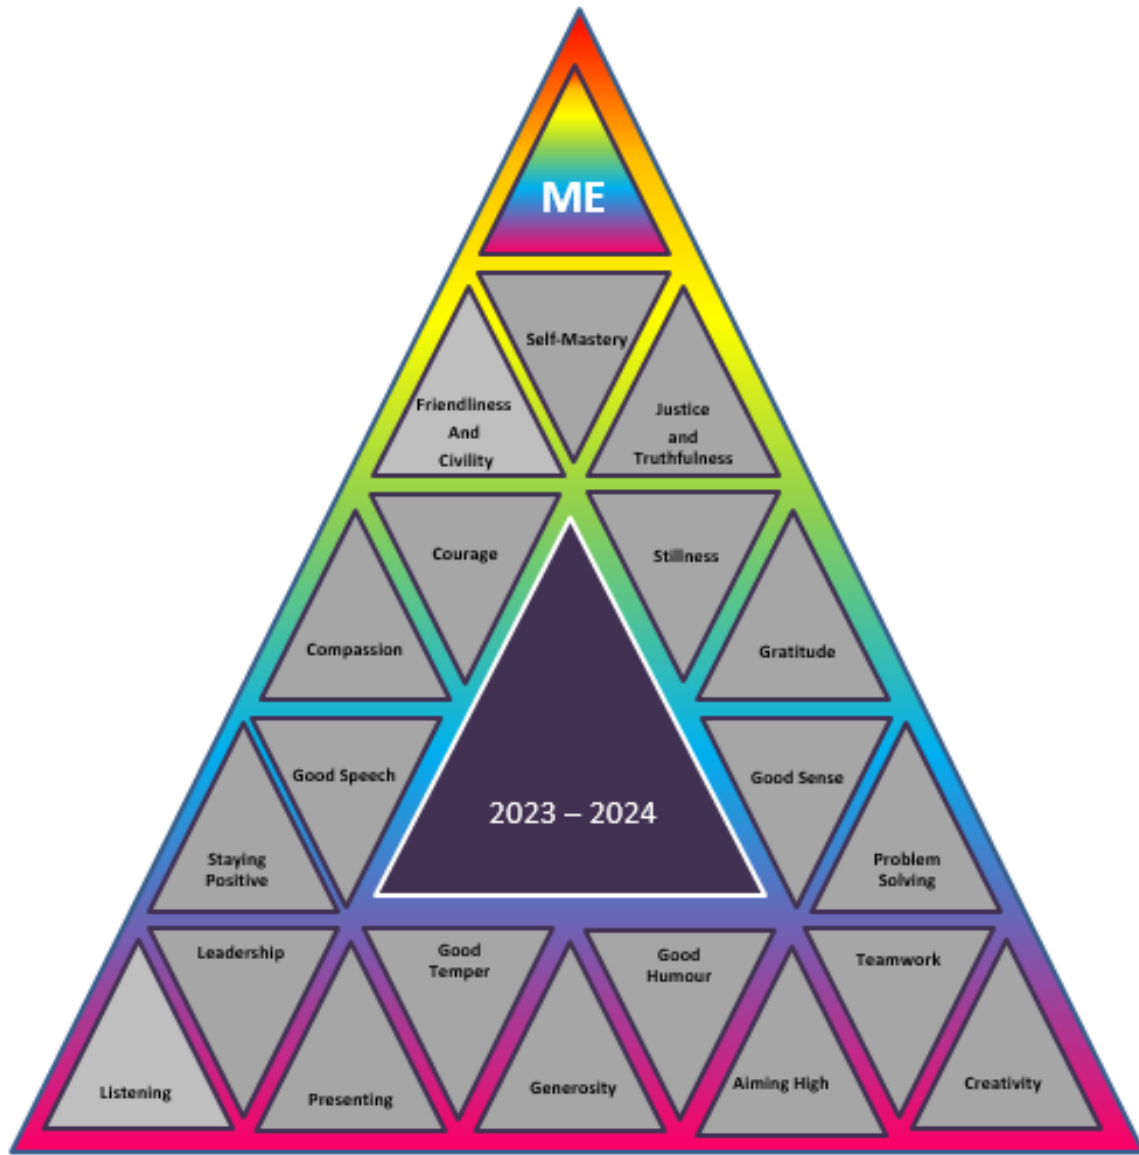 ME
Self-Mastery
Friendliness
And
Civility
Justice
and
Truthfulness
Courage
Stillness
Compassion
Gratitude
Good Speech
Good Sense
2023 – 2024
Staying
Positive
Problem
Solving
Leadership
Good
Temper
Good
Humour
Teamwork
Listening
Presenting
Generosity
Aiming High
Creativity